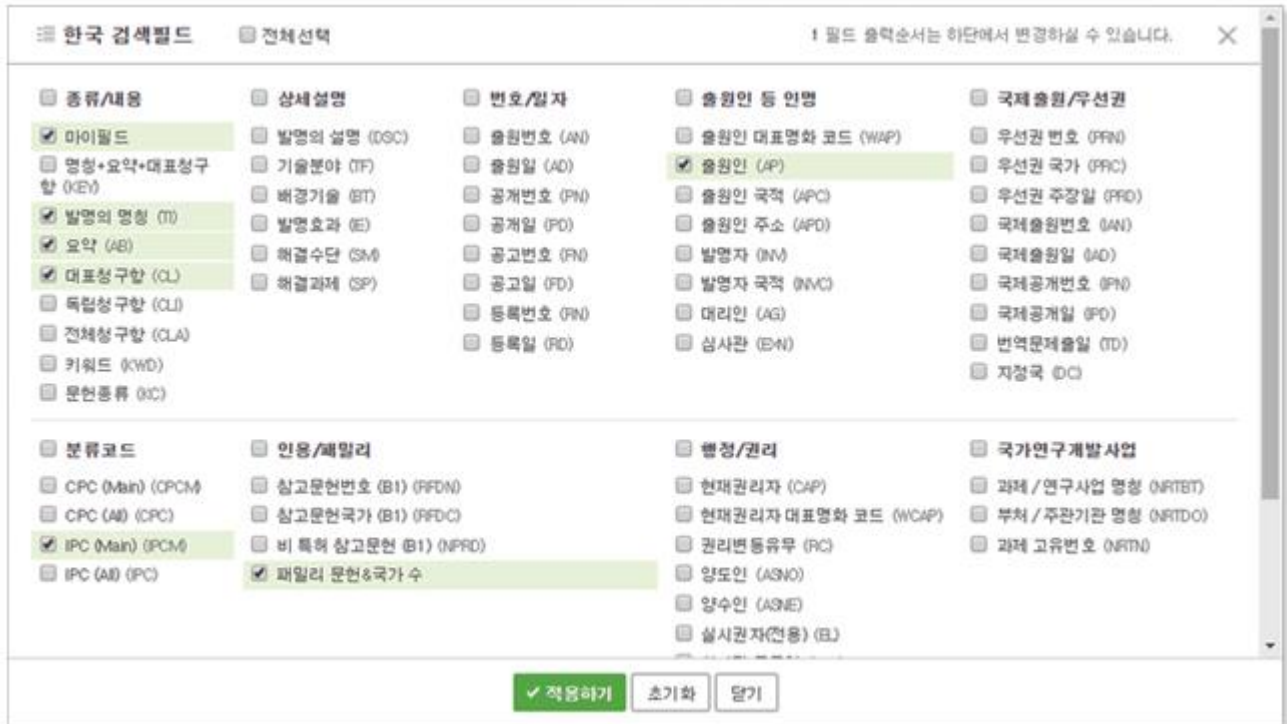 한국 검색필드
전체선택
! 필드 출력순서는 하단에서 변경하실 수 있습니다.
종류/내용
마이필드
명칭+요약+대표청구
항 (KEY)
발명의 명칭 (TI)
요약 (AB)
대표청구항 (CL)
독립청구항 (CLI)
전체청구항 (CLA)
키워드 (KWD)
문헌종류 (KC)
상세설명
발명의 설명 (DSC)
기술분야 (TF)
배경기술 (BT)
발명효과 (IE)
해결수단 (SM)
해결과제 (SP)
번호/일자
출원번호 (AN)
출원일 (AD)
공개번호 (PN)
공개일 (PD)
공고번호 (FN)
공고일 (FD)
등록번호 (RN)
등록일 (RD)
출원인 등 인명
출원인 대표명화 코드 (WAP)
출원인 (AP)
출원인 국적 (APC)
출원인 주소 (APD)
발명자 (INV)
발명자 국적 (INVC)
대리인 (AG)
심사관 (EXN)
국제출원/우선권
우선권 번호 (PRN)
우선권 국가 (PRC)
우선권 주장일 (PRD)
국제출원번호 (IAN)
국제출원일 (IAD)
국제공개번호 (IPN)
국제공개일 (IPD)
번역문제출일 (TD)
지정국 (DC)
분류코드
CPC (Main) (CPCM)
CPC (All) (CPC)
IPC (Main) (IPCM)
IPC (All) (IPC)
인용/패밀리
참고문헌번호 (B1) (RFDN)
참고문헌국가 (B1) (RFDC)
비 특허 참고문헌 (B1) (NPRD)
패밀리 문헌&국가 수
행정/권리
현재권리자 (CAP)
현재권리자 대표명화 코드 (WCAP)
권리변동유무 (RC)
양도인 (ASNO)
양수인 (ASNE)
실시권자(전용) (EL)
국가연구개발사업
과제 / 연구사업 명칭 (NRTBT)
부처 / 주관기관 명칭 (NRTDO)
과제 고유번호 (NRTN)
적용하기
초기화
닫기